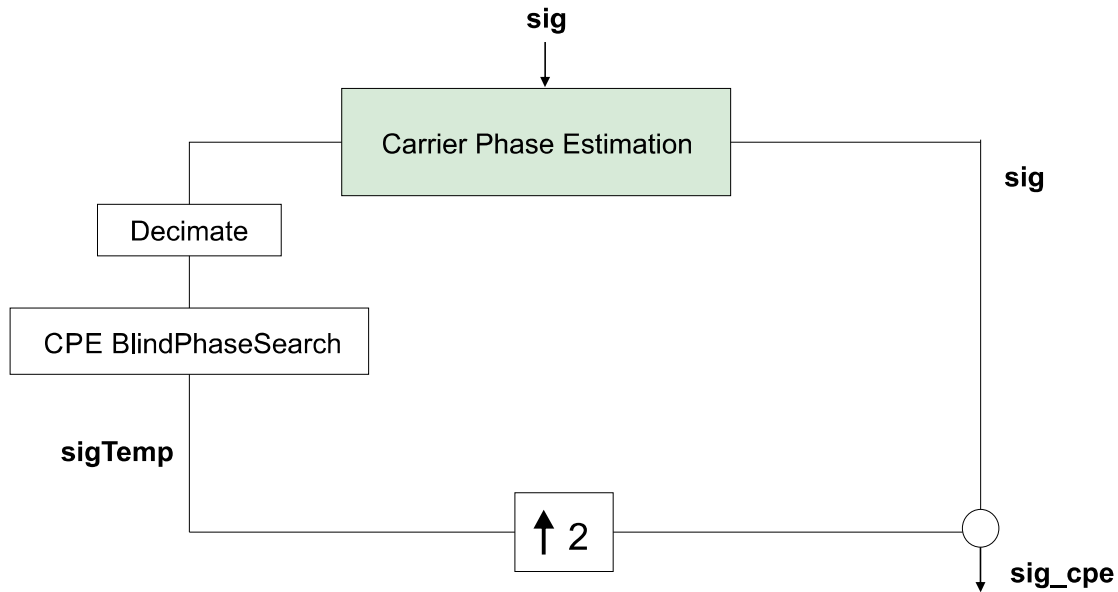 sig
Carrier Phase Estimation
sig
Decimate
CPE BlindPhaseSearch
sigTemp
↑ 2
sig_cpe